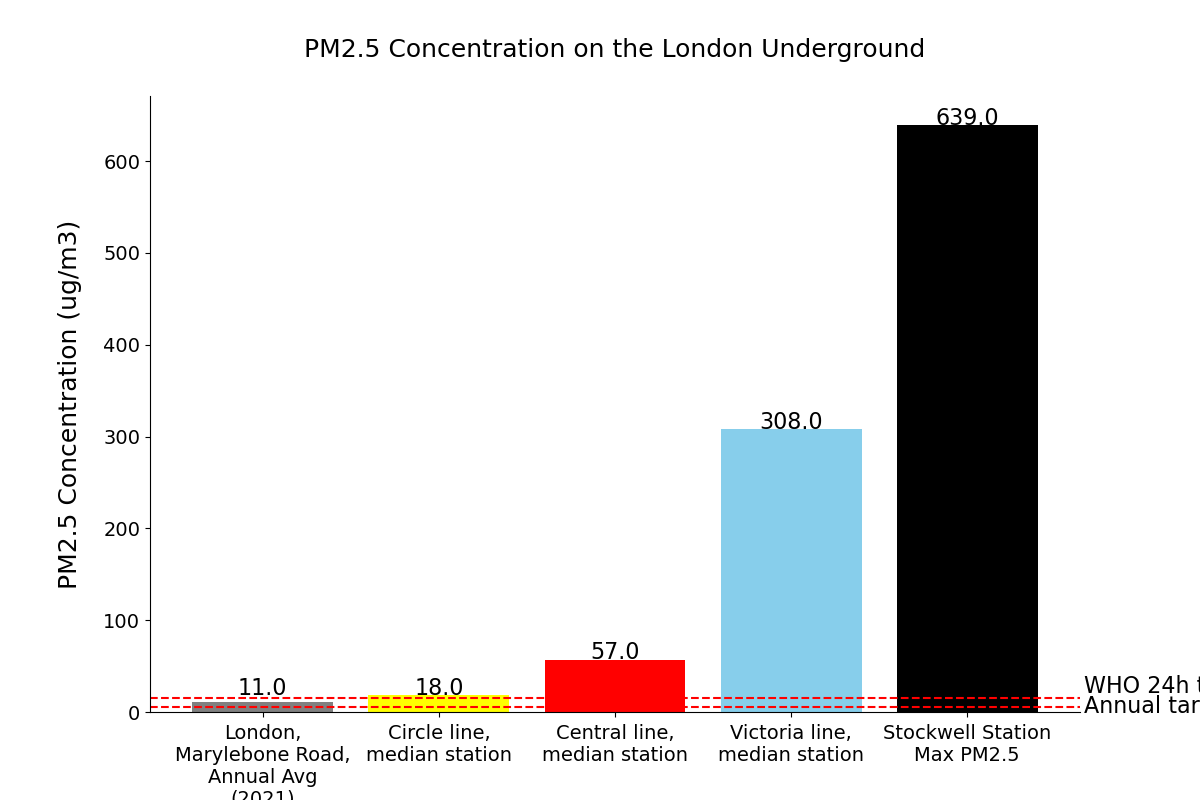 PM2.5 Concentration on the London Underground
PM2.5 Concentration (ug/m3)
600
500
400
300
200
100
0
11.0
18.0
57.0
308.0
639.0
WHO 24h
Annual
London,
Marylebone Road,
Annual Avg
(2021)
Circle line,
median station
Central line,
median station
Victoria line,
median station
Stockwell Station
Max PM2.5